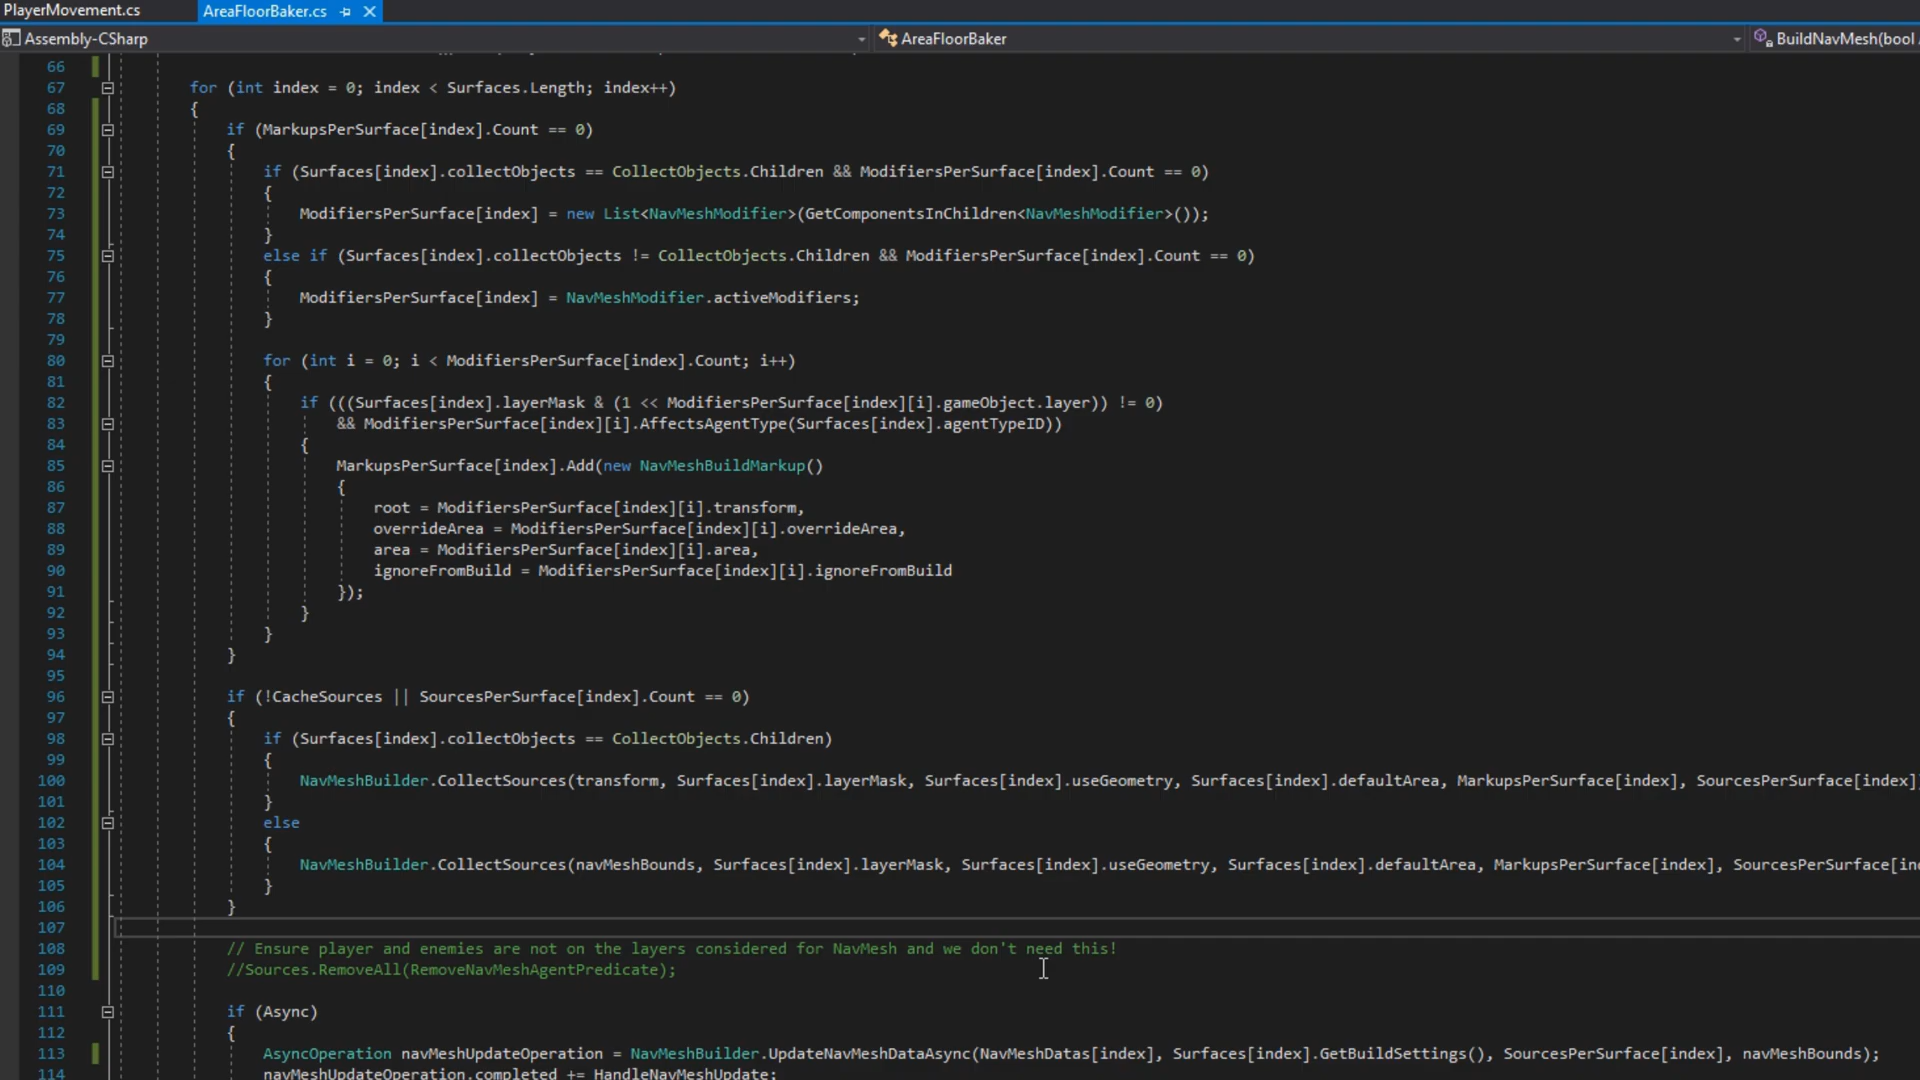 PlayerMovement.cs
AreaFloorBaker.cs
Assembly-CSharp
AreaFloorBaker
BuildNavMesh(bool
66
67 for (int index = 0; index < Surfaces.Length; index++)
68 {
69 if (MarkupsPerSurface[index].Count == 0)
70 {
71 if (Surfaces[index].collectObjects == CollectObjects.Children && ModifiersPerSurface[index].Count == 0)
72 {
73 ModifiersPerSurface[index] = new List<NavMeshModifier>(GetComponentsInChildren<NavMeshModifier>());
74 }
75 else if (Surfaces[index].collectObjects != CollectObjects.Children && ModifiersPerSurface[index].Count == 0)
76 {
77 ModifiersPerSurface[index] = NavMeshModifier.activeModifiers;
78 }
79
80 for (int i = 0; i < ModifiersPerSurface[index].Count; i++)
81 {
82 if (((Surfaces[index].layerMask & (1 << ModifiersPerSurface[index][i].gameObject.layer)) != 0)
83 && ModifiersPerSurface[index][i].AffectsAgentType(Surfaces[index].agentTypeID))
84 {
85 MarkupsPerSurface[index].Add(new NavMeshBuildMarkup()
86 {
87 root = ModifiersPerSurface[index][i].transform,
88 overrideArea = ModifiersPerSurface[index][i].overrideArea,
89 area = ModifiersPerSurface[index][i].area,
90 ignoreFromBuild = ModifiersPerSurface[index][i].ignoreFromBuild
91 });
92 }
93 }
94 }
95
96 if (!CacheSources || SourcesPerSurface[index].Count == 0)
97 {
98 if (Surfaces[index].collectObjects == CollectObjects.Children)
99 {
100 NavMeshBuilder.CollectSources(transform, Surfaces[index].layerMask, Surfaces[index].useGeometry, Surfaces[index].defaultArea, MarkupsPerSurface[index], SourcesPerSurface[index]
101 }
102 else
103 {
104 NavMeshBuilder.CollectSources(navMeshBounds, Surfaces[index].layerMask, Surfaces[index].useGeometry, Surfaces[index].defaultArea, MarkupsPerSurface[index], SourcesPerSurface[in
105 }
106 }
107
108 // Ensure player and enemies are not on the layers considered for NavMesh and we don't need this!
109 //Sources.RemoveAll(RemoveNavMeshAgentPredicate);
110
111 if (Async)
112 {
113 AsyncOperation navMeshUpdateOperation = NavMeshBuilder.UpdateNavMeshDataAsync(NavMeshDatas[index], Surfaces[index].GetBuildSettings(), SourcesPerSurface[index], navMeshBounds);
114 navMeshUpdateOperation.completed += HandleNavMeshUpdate;